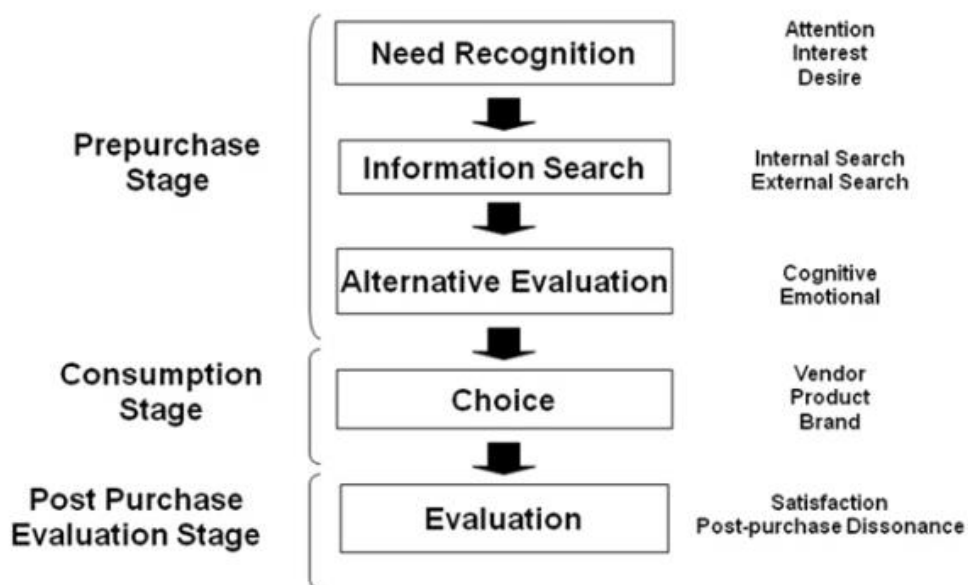 Need Recognition
Attention
Interest
Desire
Prepurchase
Stage
Information Search
Internal Search
External Search
Alternative Evaluation
Cognitive
Emotional
Consumption
Stage
Choice
Vendor
Product
Brand
Post Purchase
Evaluation Stage
Evaluation
Satisfaction
Post-purchase Dissonance